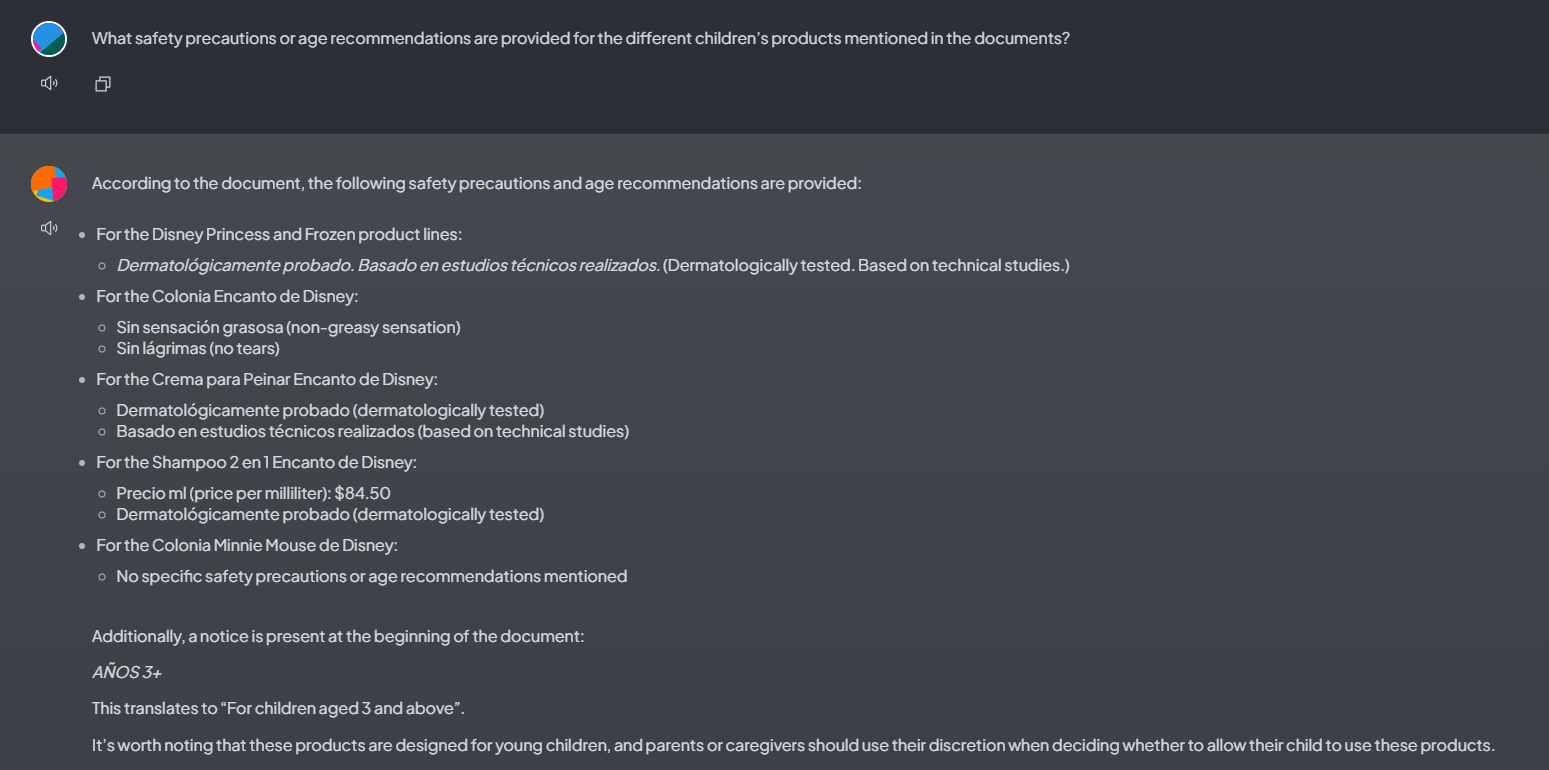 What safety precautions or age recommendations are provided for the different children's products mentioned in the documents?
According to the document, the following safety precautions and age recommendations are provided:
For the Disney Princess and Frozen product lines:
Dermatológicamente probado. Basado en estudios técnicos realizados. (Dermatologically tested. Based on technical studies.)
For the Colonia Encanto de Disney:
Sin sensación grasosa (non-greasy sensation)
Sin lágrimas (no tears)
For the Crema para Peinar Encanto de Disney:
Dermatológicamente probado (dermatologically tested)
Basado en estudios técnicos realizados (based on technical studies)
For the Shampoo 2 en 1 Encanto de Disney:
Precio ml (price per milliliter): $84.50
Dermatológicamente probado (dermatologically tested)
For the Colonia Minnie Mouse de Disney:
No specific safety precautions or age recommendations mentioned
Additionally, a notice is present at the beginning of the document:
AÑOS 3+
This translates to “For children aged 3 and above”.
It's worth noting that these products are designed for young children, and parents or caregivers should use their discretion when deciding whether to allow their child to use these products.